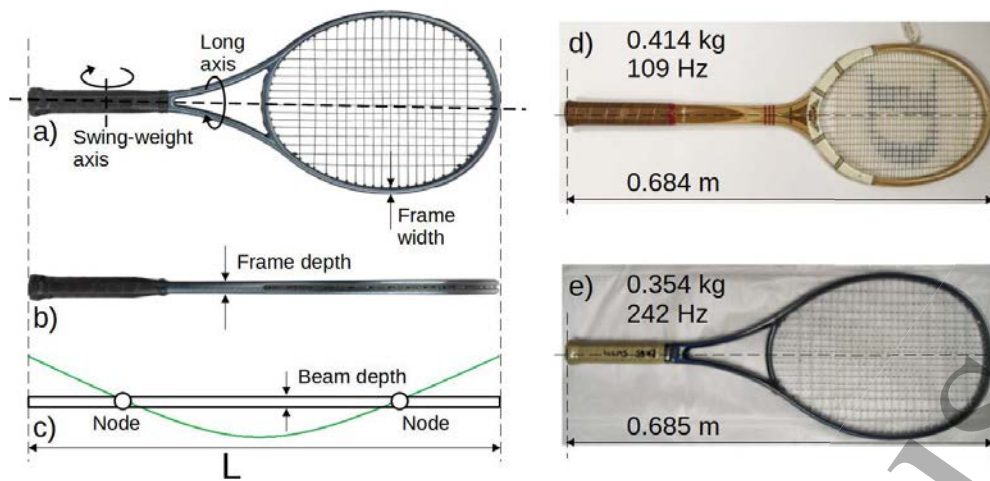 Long
axis
a)
Swing-weight
axis
Frame
width
Frame depth
b)
Beam depth
Node
Node
c)
L
d)
0.414 kg
109 Hz
0.684 m
e)
0.354 kg
242 Hz
0.685 m